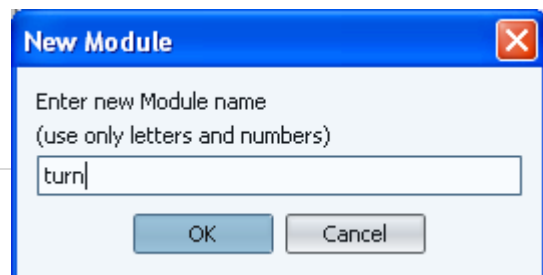 New Module
Enter new Module name
(use only letters and numbers)
turn
OK
Cancel